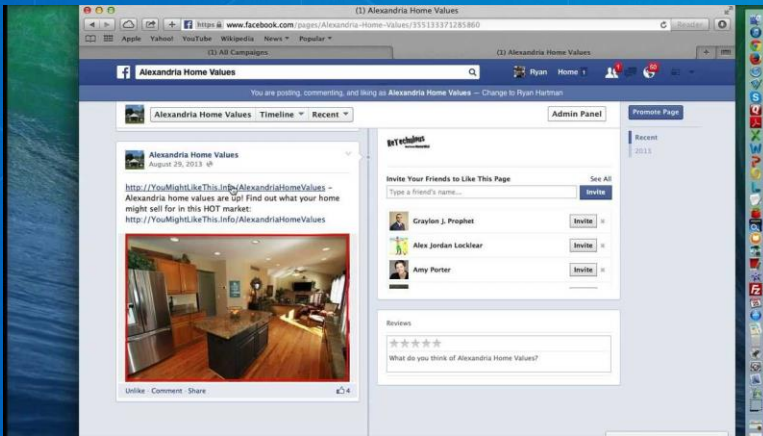 (1) Alexandria Home Values
https www.facebook.com/pages/Alexandria-Home-Values/355133371285860
Reader
Apple Yahoo! YouTube Wikipedia News Popular
(1) All Campaigns
(1) Alexandria Home Values
Alexandria Home Values
Ryan Home 1
1
60
You are posting, commenting, and liking as Alexandria Home Values — Change to Ryan Hartman
Alexandria Home Values Timeline Recent
Admin Panel
Promote Page
Recent
2013
Alexandria Home Values
August 29, 2013
http://YouMightLikeThis.Info/AlexandriaHomeValues –
Alexandria home values are up! Find out what your home
might sell for in this HOT market:
http://YouMightLikeThis.Info/AlexandriaHomeValues
Unlike · Comment · Share
4
Invite Your Friends to Like This Page
See All
Type a friend's name...
Invite
Graylon J. Prophet
Invite
Alex Jordan Locklear
Invite
Amy Porter
Invite
Reviews
What do you think of Alexandria Home Values?